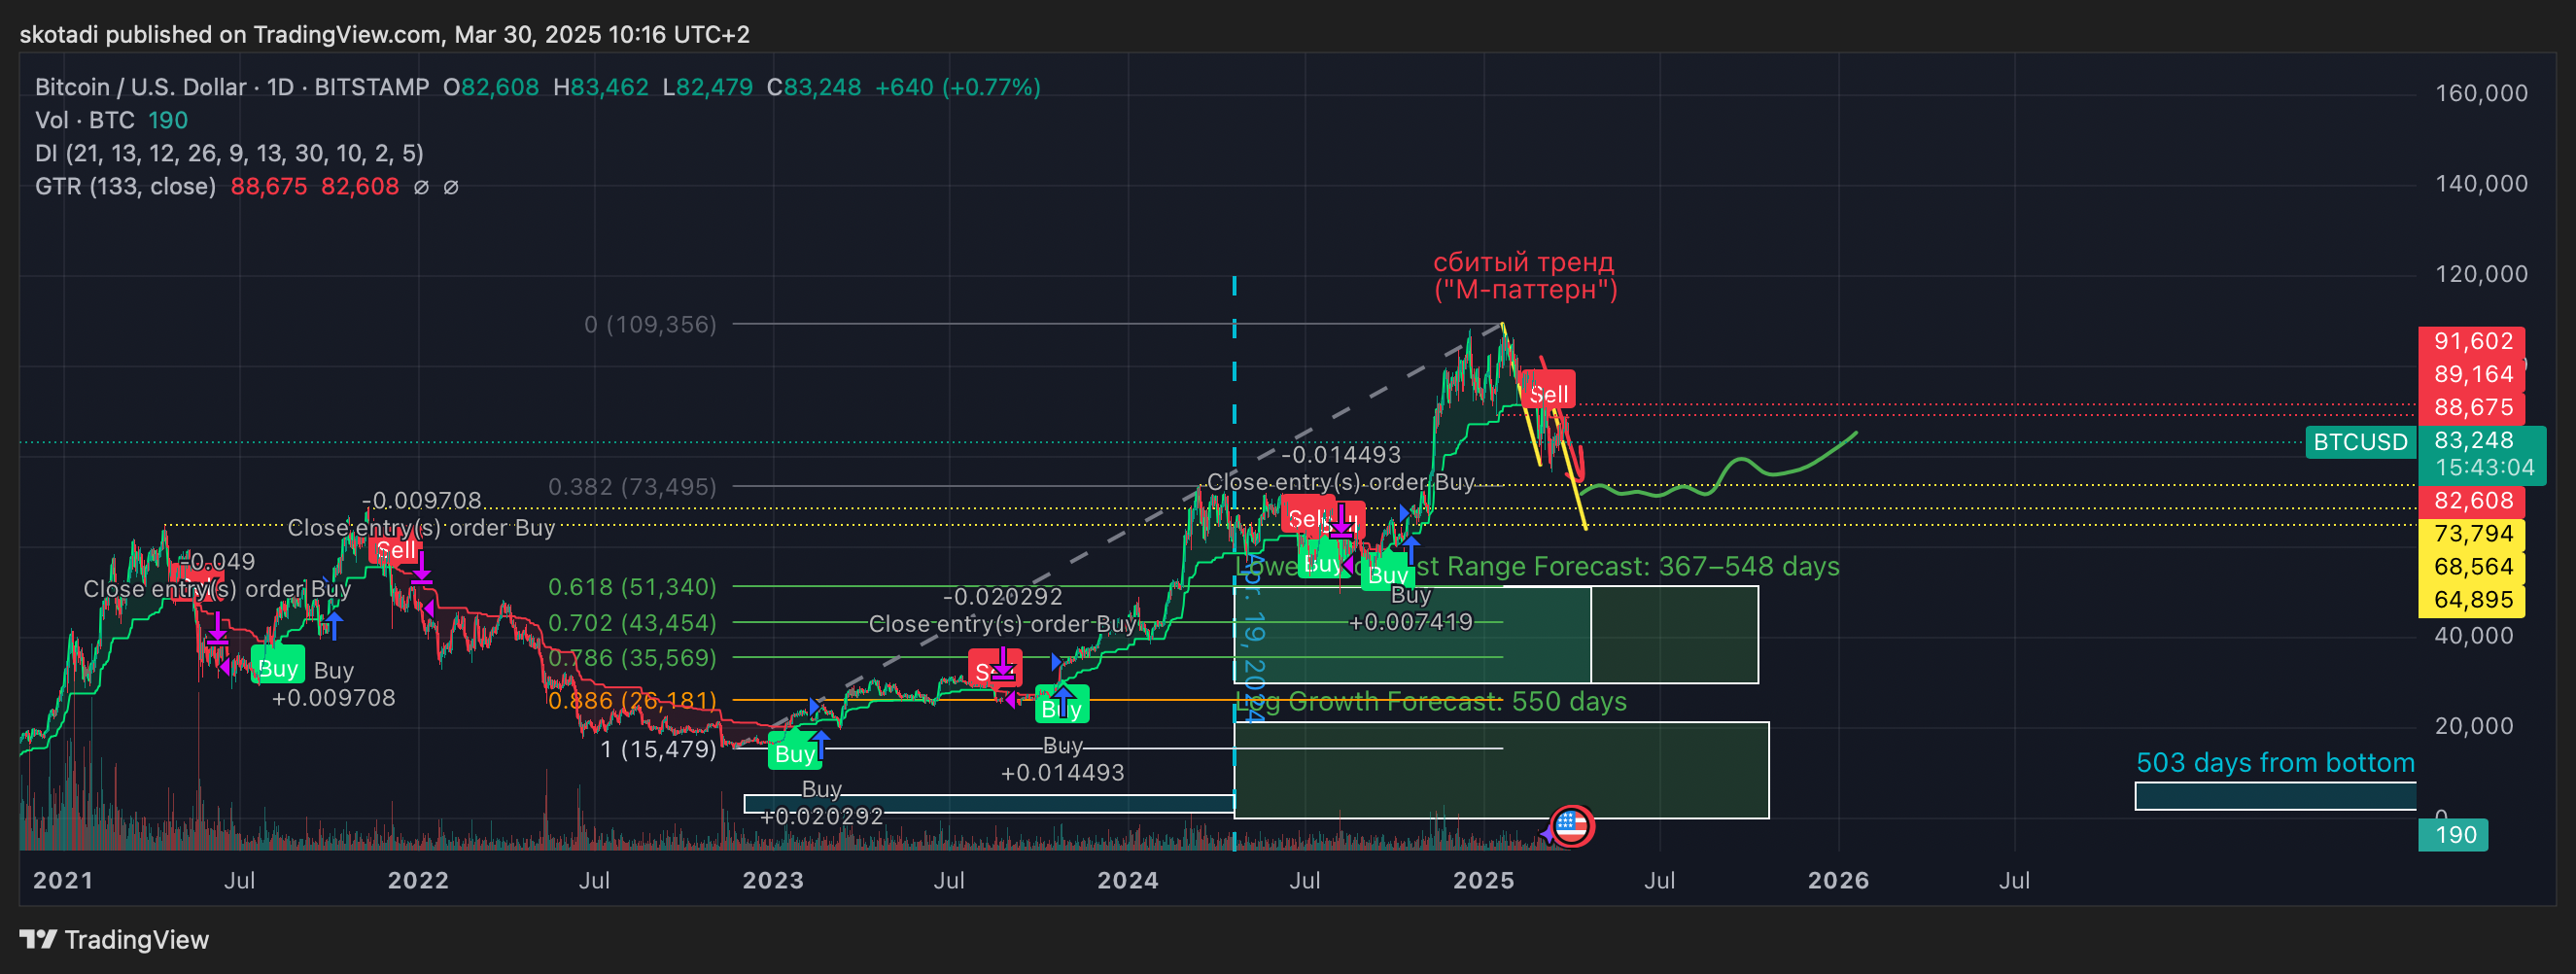 skotadi published on TradingView.com, Mar 30, 2025 10:16 UTC+2
Bitcoin / U.S. Dollar · 1D · BITSTAMP O82,608 H83,462 L82,479 C83,248 +640 (+0.77%)
Vol · BTC 190
DI (21, 13, 12, 26, 9, 13, 30, 10, 2, 5)
GTR (133, close) 88,675 82,608 ∅ ∅
160,000
140,000
120,000
сбитый тренд
("М-паттерн")
0 (109,356)
91,602
89,164
88,675
Sell
BTCUSD 83,248
15:43:04
-0.014493
Close entry(s) order Buy
0.382 (73,495)
-0.009708
Close entry(s) order Buy
82,608
73,794
68,564
64,895
Sell
Sell
-0.049
Close entry(s) order Buy
Buy
Buy
Range Forecast: 367–548 days
0.618 (51,340)
-0.020292
Close entry(s) order Buy
Buy
+0.007419
0.702 (43,454)
40,000
Apr. 19, 2024
0.786 (35,569)
Buy
Buy
+0.009708
0.886 (26,181)
Buy
Growth Forecast: 550 days
20,000
1 (15,479)
Buy
Buy
+0.014493
503 days from bottom
Buy
+0.020292
0
190
2021 Jul 2022 Jul 2023 Jul 2024 Jul 2025 Jul 2026 Jul
TradingView